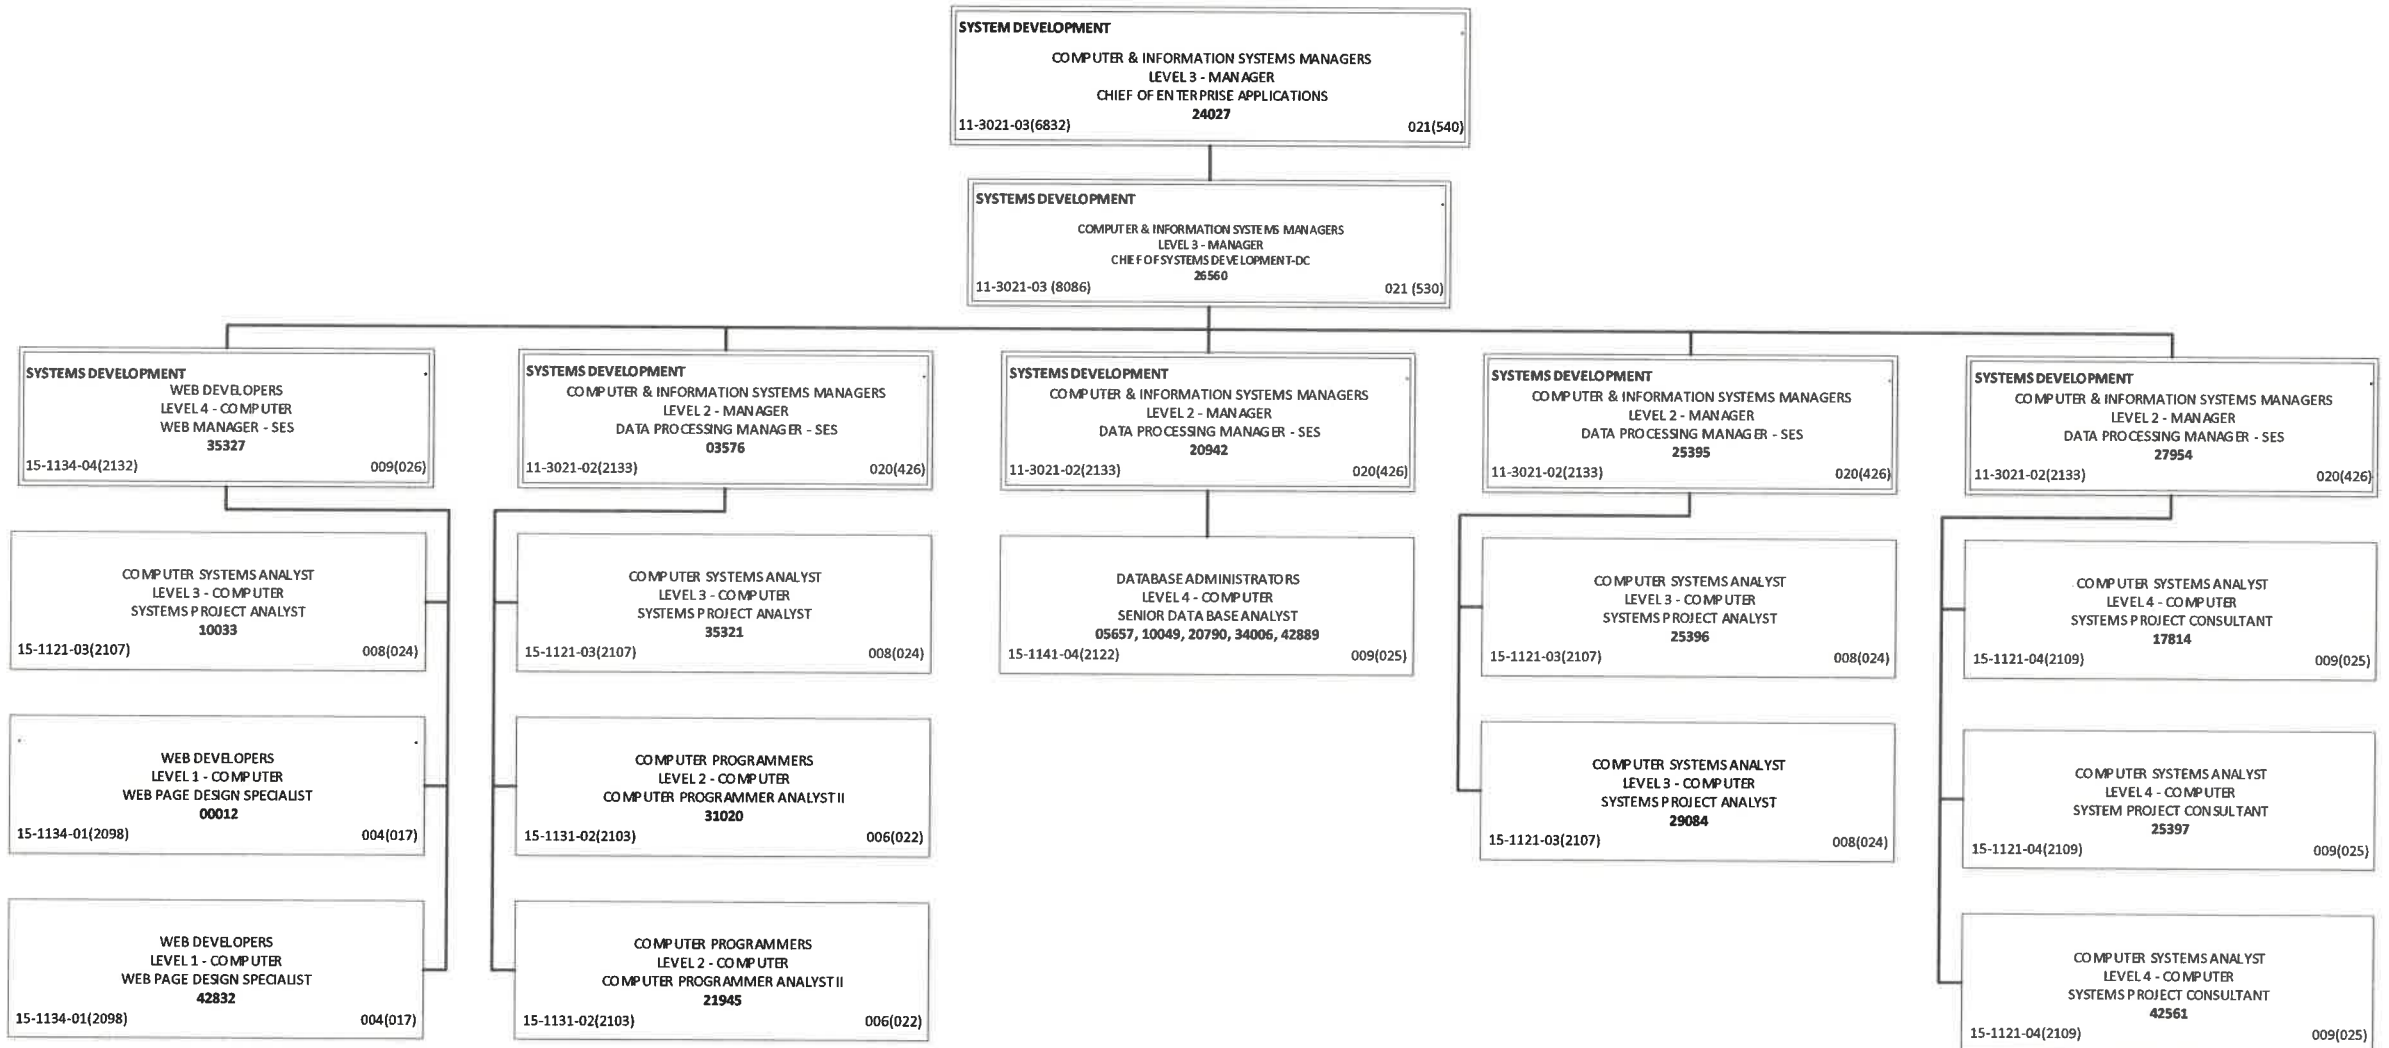 SYSTEM DEVELOPMENT
COMPUTER & INFORMATION SYSTEMS MANAGERS
LEVEL 3 - MANAGER
CHIEF OF ENTERPRISE APPLICATIONS
24027
11-3021-03(6832) 021(540)
SYSTEMS DEVELOPMENT
COMPUTER & INFORMATION SYSTEMS MANAGERS
LEVEL 3 - MANAGER
CHIEF OF SYSTEMS DEVELOPMENT-DC
26560
11-3021-03 (8086) 021 (530)
SYSTEMS DEVELOPMENT
WEB DEVELOPERS
LEVEL 4 - COMPUTER
WEB MANAGER - SES
35327
15-1134-04(2132) 009(026)
SYSTEMS DEVELOPMENT
COMPUTER & INFORMATION SYSTEMS MANAGERS
LEVEL 2 - MANAGER
DATA PROCESSING MANAGER - SES
03576
11-3021-02(2133) 020(426)
SYSTEMS DEVELOPMENT
COMPUTER & INFORMATION SYSTEMS MANAGERS
LEVEL 2 - MANAGER
DATA PROCESSING MANAGER - SES
20942
11-3021-02(2133) 020(426)
SYSTEMS DEVELOPMENT
COMPUTER & INFORMATION SYSTEMS MANAGERS
LEVEL 2 - MANAGER
DATA PROCESSING MANAGER - SES
25395
11-3021-02(2133) 020(426)
SYSTEMS DEVELOPMENT
COMPUTER & INFORMATION SYSTEMS MANAGERS
LEVEL 2 - MANAGER
DATA PROCESSING MANAGER - SES
27954
11-3021-02(2133) 020(426)
COMPUTER SYSTEMS ANALYST
LEVEL 3 - COMPUTER
SYSTEMS PROJECT ANALYST
10033
15-1121-03(2107) 008(024)
COMPUTER SYSTEMS ANALYST
LEVEL 3 - COMPUTER
SYSTEMS PROJECT ANALYST
35321
15-1121-03(2107) 008(024)
DATABASE ADMINISTRATORS
LEVEL 4 - COMPUTER
SENIOR DATA BASE ANALYST
05657, 10049, 20790, 34006, 42889
15-1141-04(2122) 009(025)
COMPUTER SYSTEMS ANALYST
LEVEL 3 - COMPUTER
SYSTEMS PROJECT ANALYST
25396
15-1121-03(2107) 008(024)
COMPUTER SYSTEMS ANALYST
LEVEL 4 - COMPUTER
SYSTEMS PROJECT CONSULTANT
17814
15-1121-04(2109) 009(025)
WEB DEVELOPERS
LEVEL 1 - COMPUTER
WEB PAGE DESIGN SPECIALIST
00012
15-1134-01(2098) 004(017)
COMPUTER PROGRAMMERS
LEVEL 2 - COMPUTER
COMPUTER PROGRAMMER ANALYST II
31020
15-1131-02(2103) 006(022)
COMPUTER SYSTEMS ANALYST
LEVEL 3 - COMPUTER
SYSTEMS PROJECT ANALYST
29084
15-1121-03(2107) 008(024)
COMPUTER SYSTEMS ANALYST
LEVEL 4 - COMPUTER
SYSTEM PROJECT CONSULTANT
25397
15-1121-04(2109) 009(025)
WEB DEVELOPERS
LEVEL 1 - COMPUTER
WEB PAGE DESIGN SPECIALIST
42832
15-1134-01(2098) 004(017)
COMPUTER PROGRAMMERS
LEVEL 2 - COMPUTER
COMPUTER PROGRAMMER ANALYST II
21945
15-1131-02(2103) 006(022)
COMPUTER SYSTEMS ANALYST
LEVEL 4 - COMPUTER
SYSTEMS PROJECT CONSULTANT
42561
15-1121-04(2109) 009(025)